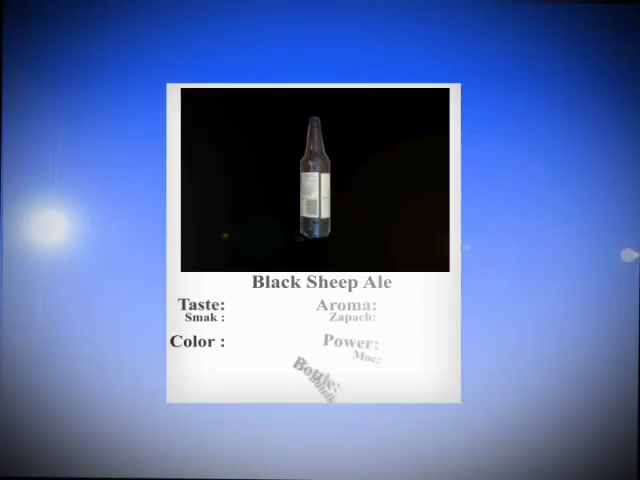 Black Sheep Ale
Taste: Aroma:
Smak : Zapach:
Color : Power:
Moc:
Bottle: